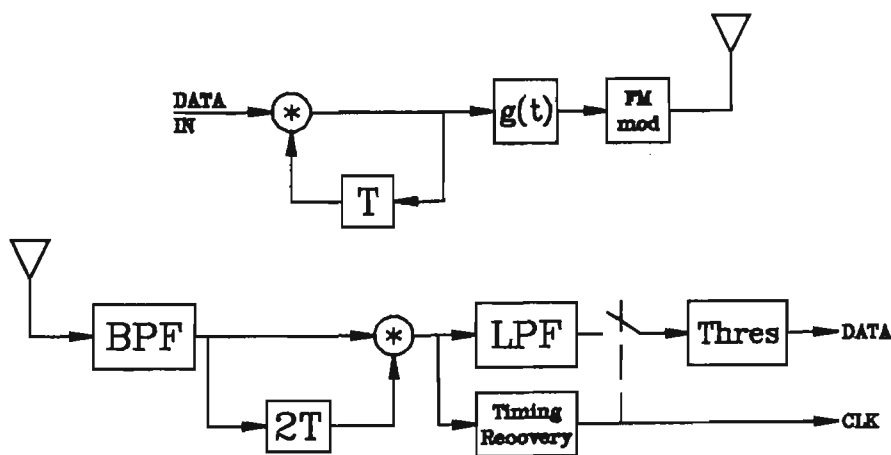 DATA
IN
*
g(t)
FM
mod
T
BPF
*
LPF
Thres
DATA
2T
Timing
Recovery
CLK